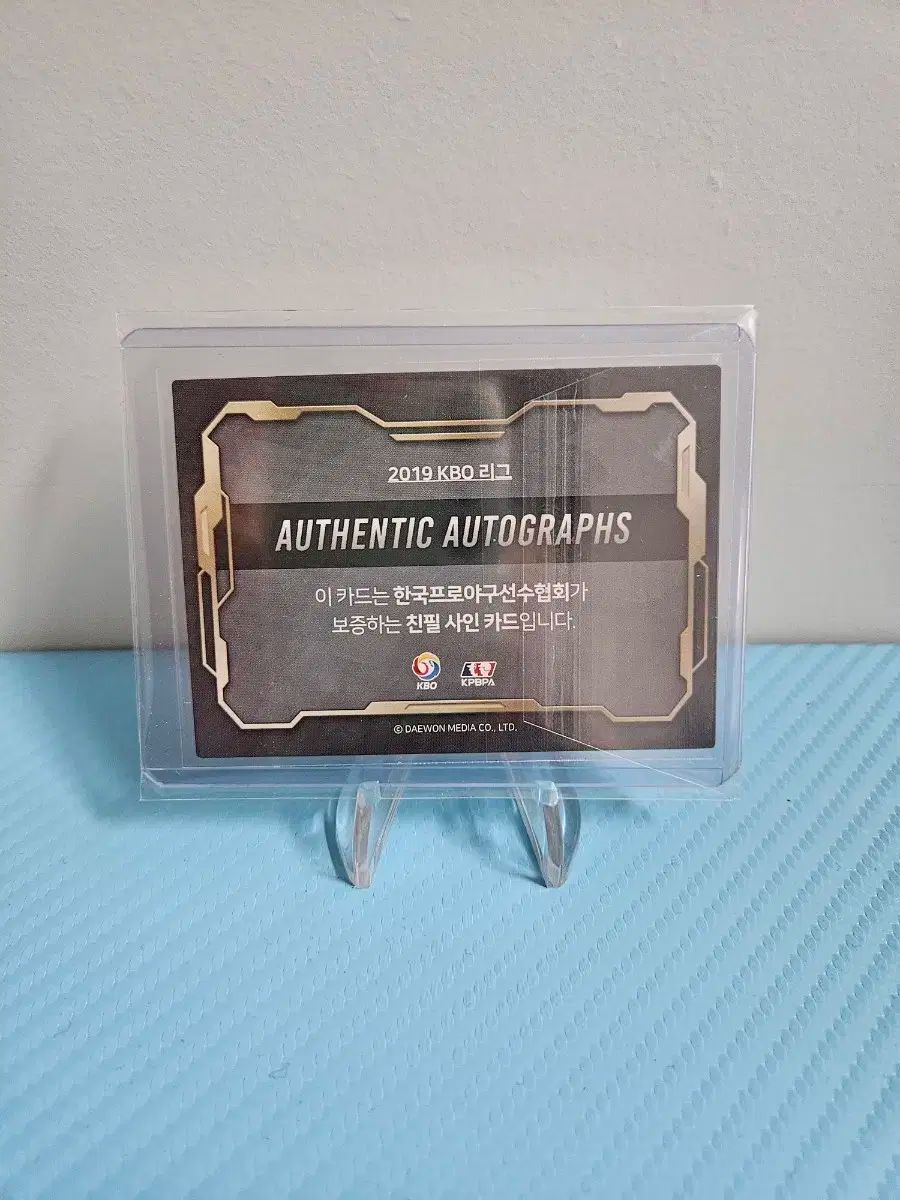 2019 KBO 리그
AUTHENTIC AUTOGRAPHS
이 카드는 한국프로야구선수협회가
보증하는 친필 사인 카드입니다.
KBO KPBPA
© DAEWON MEDIA CO., LTD.